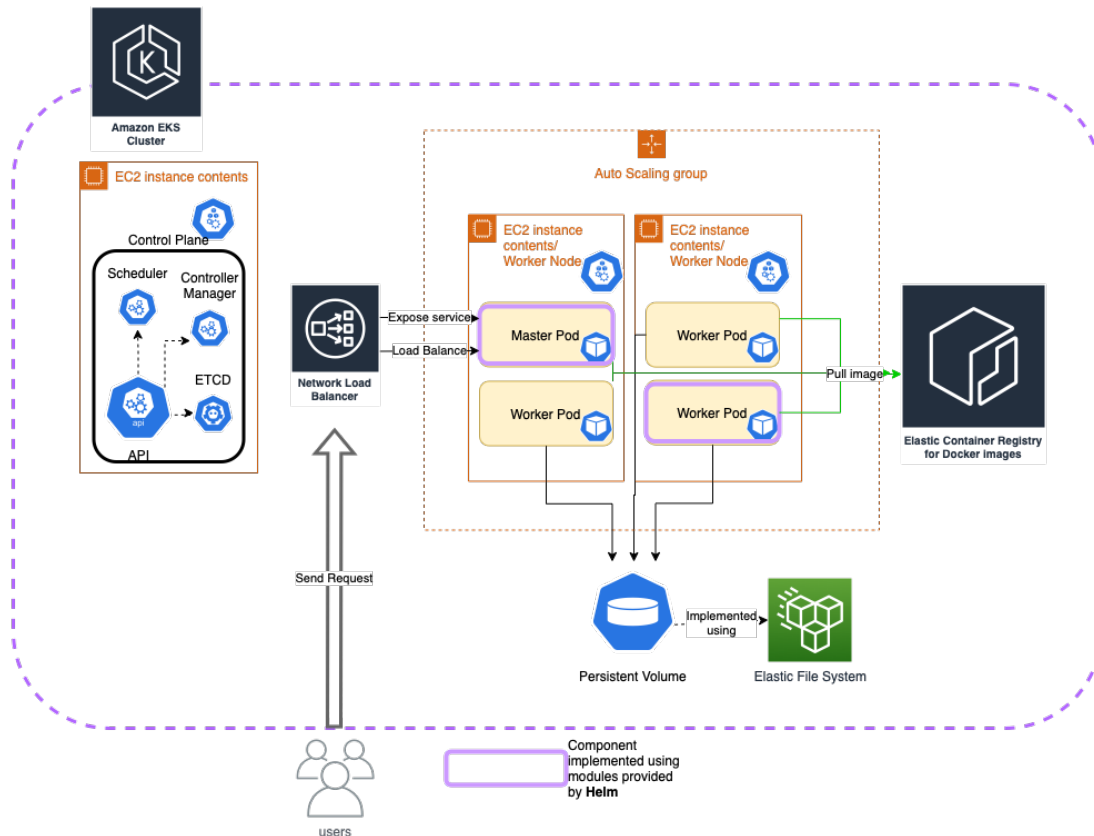 Amazon EKS
Cluster
EC2 instance contents
Control Plane
Scheduler
Controller
Manager
ETCD
api
API
Auto Scaling group
EC2 instance
contents/
Worker Node
EC2 instance
contents/
Worker Node
Expose service
Load Balance
Network Load
Balancer
Master Pod
Worker Pod
Worker Pod
Worker Pod
Pull image
Elastic Container Registry
for Docker images
Send Request
Persistent Volume
Implemented
using
Elastic File System
users
Component
implemented using
modules provided
by Helm
K